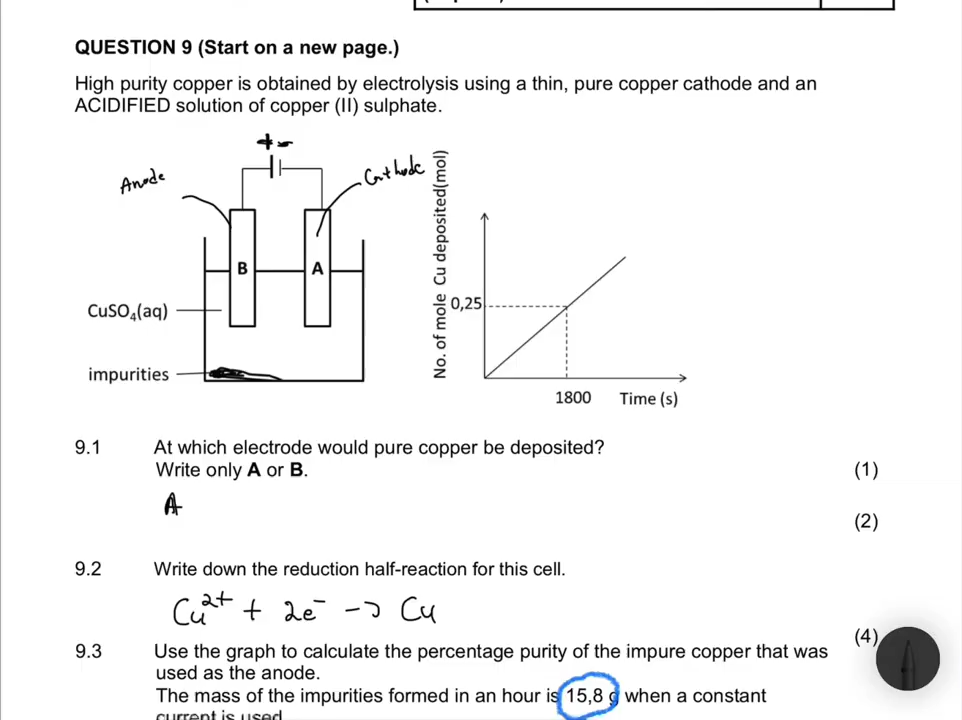 QUESTION 9 (Start on a new page.)
High purity copper is obtained by electrolysis using a thin, pure copper cathode and an
ACIDIFIED solution of copper (II) sulphate.
+ -
Anode
Cathode
B
A
CuSO₄(aq)
impurities
No. of mole Cu deposited(mol)
0,25
1800
Time (s)
9.1 At which electrode would pure copper be deposited?
Write only A or B.
(1)
A
(2)
9.2 Write down the reduction half-reaction for this cell.
Cu²⁺ + 2e⁻ → Cu
(4)
9.3 Use the graph to calculate the percentage purity of the impure copper that was
used as the anode.
The mass of the impurities formed in an hour is 15,8 g when a constant
current is used